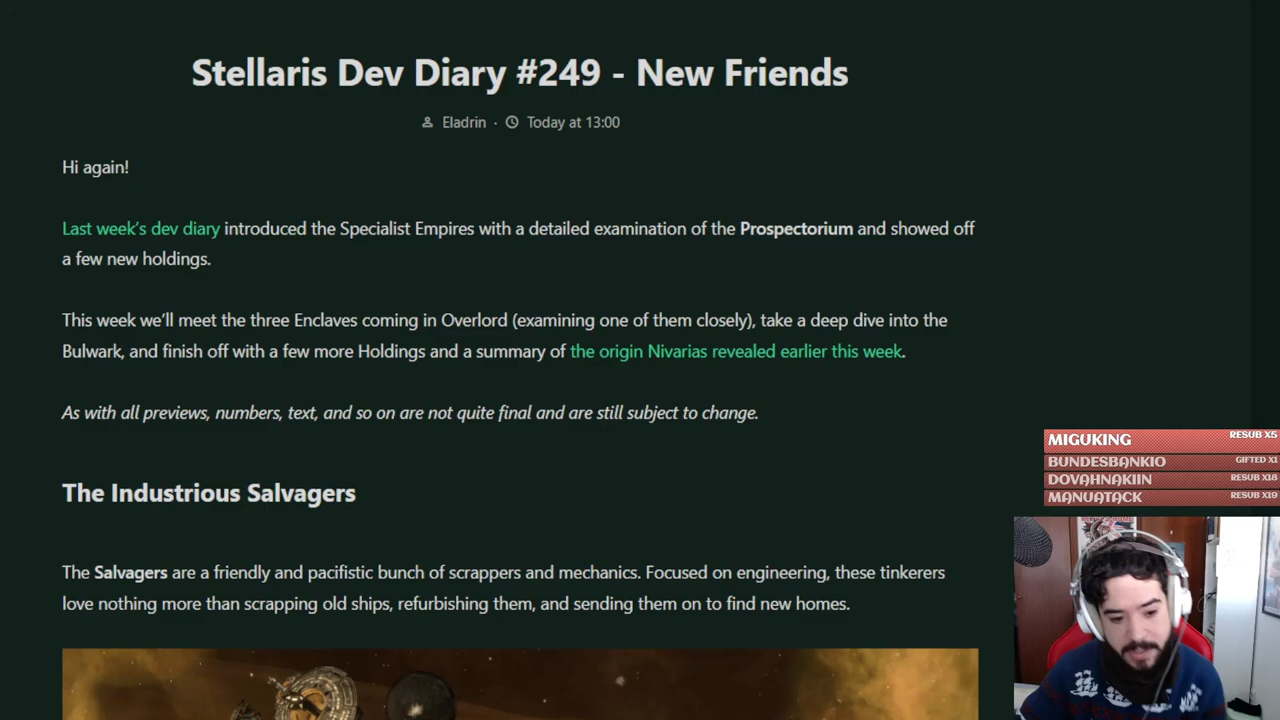 Stellaris Dev Diary #249 - New Friends
Eladrin · Today at 13:00
Hi again!
Last week’s dev diary introduced the Specialist Empires with a detailed examination of the Prospectorium and showed off
a few new holdings.
This week we’ll meet the three Enclaves coming in Overlord (examining one of them closely), take a deep dive into the
Bulwark, and finish off with a few more Holdings and a summary of the origin Nivarias revealed earlier this week.
As with all previews, numbers, text, and so on are not quite final and are still subject to change.
MIGUKING RESUB X5
BUNDESBANKIO GIFTED X1
DOVAHNAKIIN RESUB X18
MANUATACK RESUB X19
The Industrious Salvagers
The Salvagers are a friendly and pacifistic bunch of scrappers and mechanics. Focused on engineering, these tinkerers
love nothing more than scrapping old ships, refurbishing them, and sending them on to find new homes.